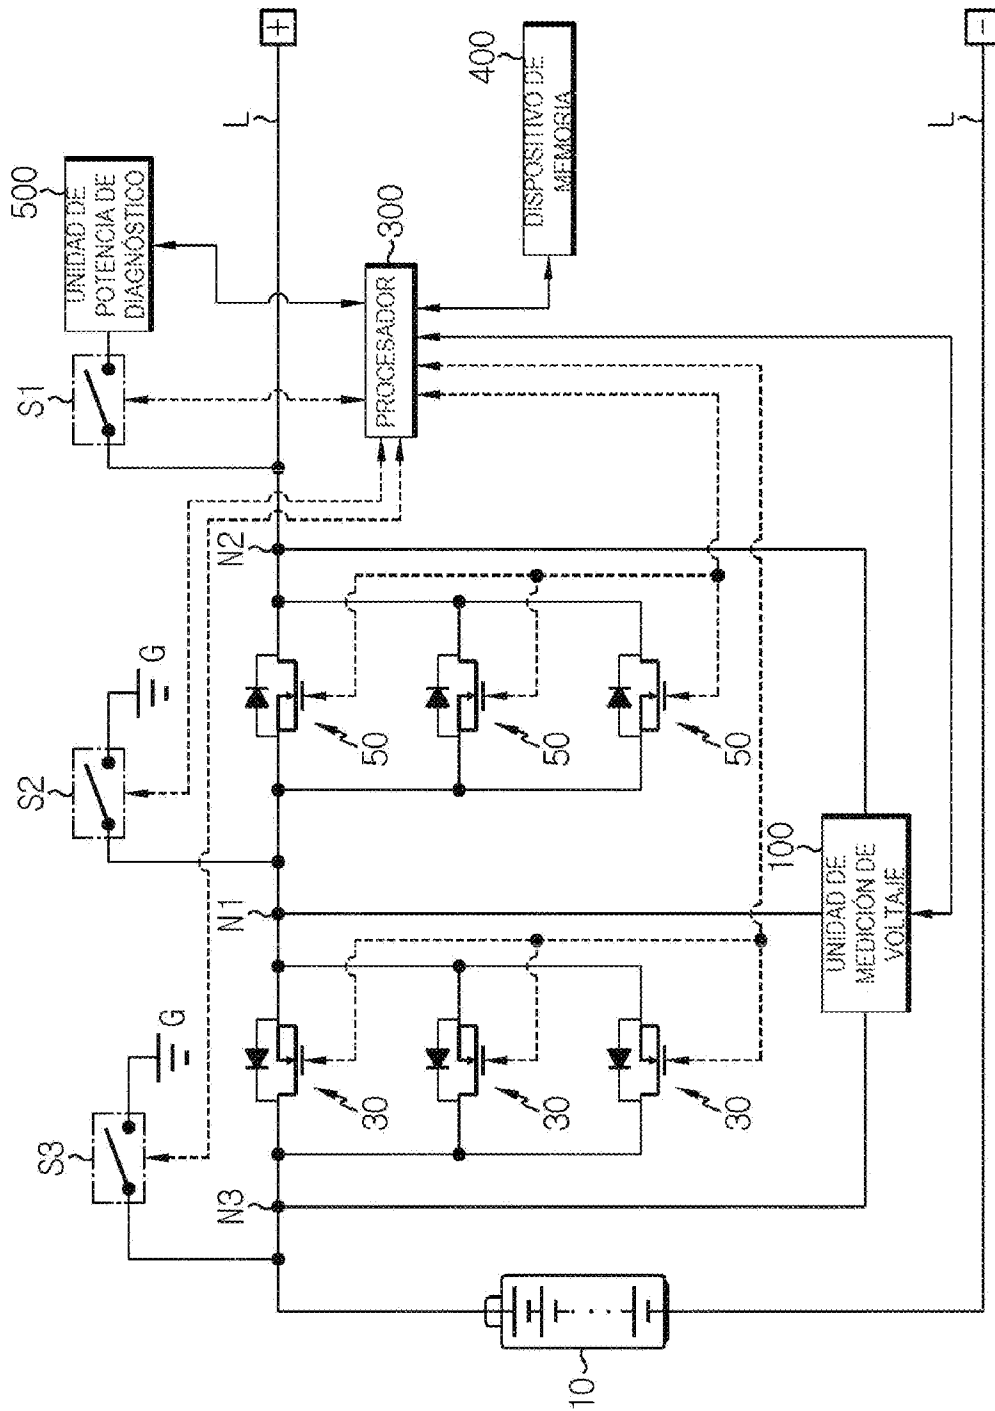 S3
G
S2
G
S1
UNIDAD DE
POTENCIA DE
DIAGNÓSTICO
500
N3
N1
N2
L
+
30
30
30
50
50
50
PROCESADOR
300
DISPOSITIVO DE
MEMORIA
400
10
UNIDAD DE
MEDICIÓN DE
VOLTAJE
100
L
-